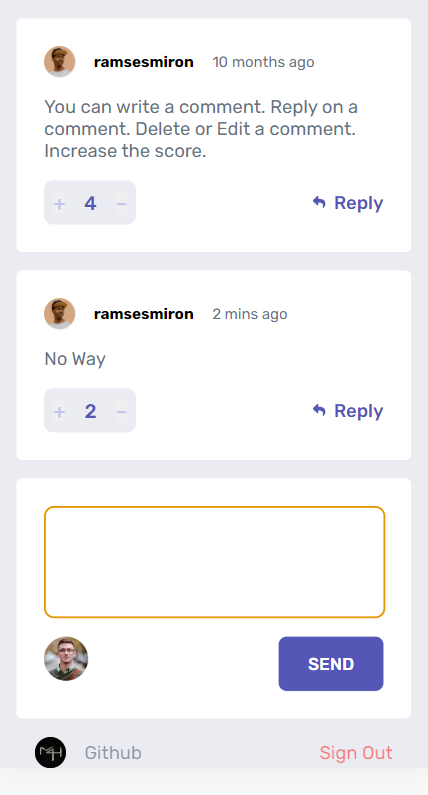 ramsesmiron 10 months ago
You can write a comment. Reply on a
comment. Delete or Edit a comment.
Increase the score.
+ 4 − Reply
ramsesmiron 2 mins ago
No Way
+ 2 − Reply
SEND
Github Sign Out